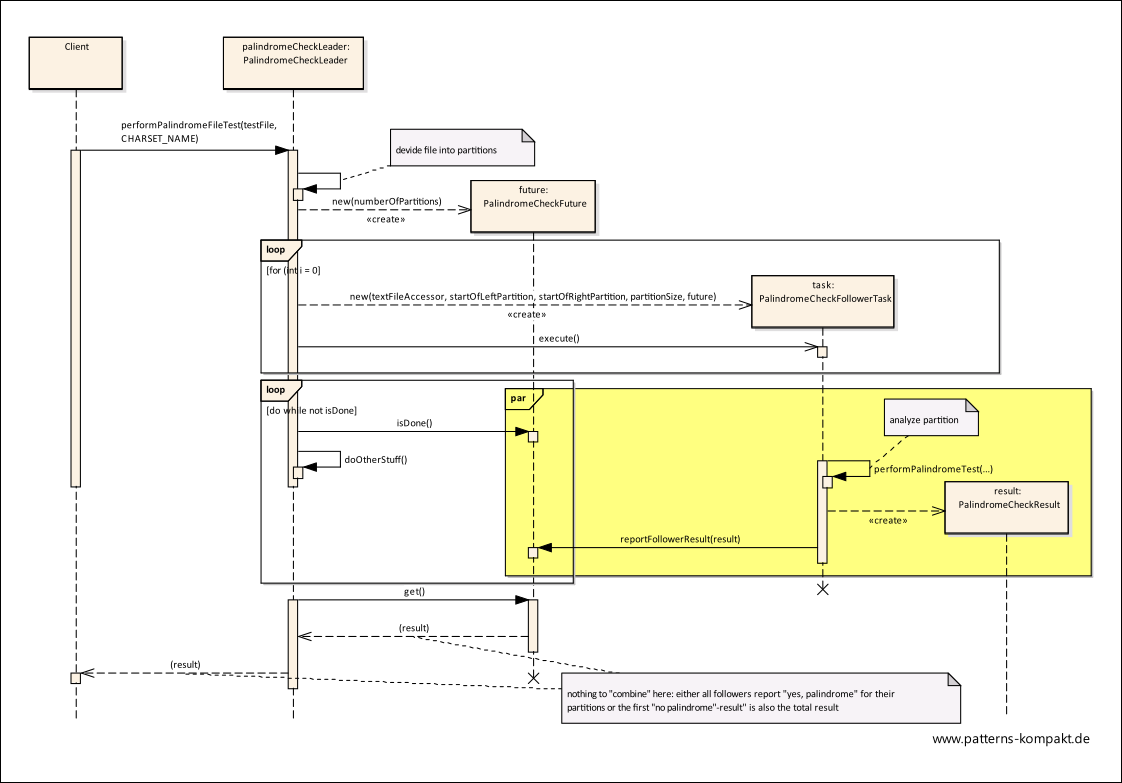 Client
palindromeCheckLeader:
PalindromeCheckLeader
performPalindromeFileTest(testFile,
CHARSET_NAME)
devide file into partitions
future:
PalindromeCheckFuture
new(numberOfPartitions)
«create»
loop
[for (int i = 0]
task:
PalindromeCheckFollowerTask
new(textFileAccessor, startOfLeftPartition, startOfRightPartition, partitionSize, future)
«create»
execute()
loop
[do while not isDone]
par
isDone()
analyze partition
doOtherStuff()
performPalindromeTest(...)
result:
PalindromeCheckResult
«create»
reportFollowerResult(result)
get()
(result)
(result)
nothing to "combine" here: either all followers report "yes, palindrome" for their
partitions or the first "no palindrome"-result" is also the total result
www.patterns-kompakt.de